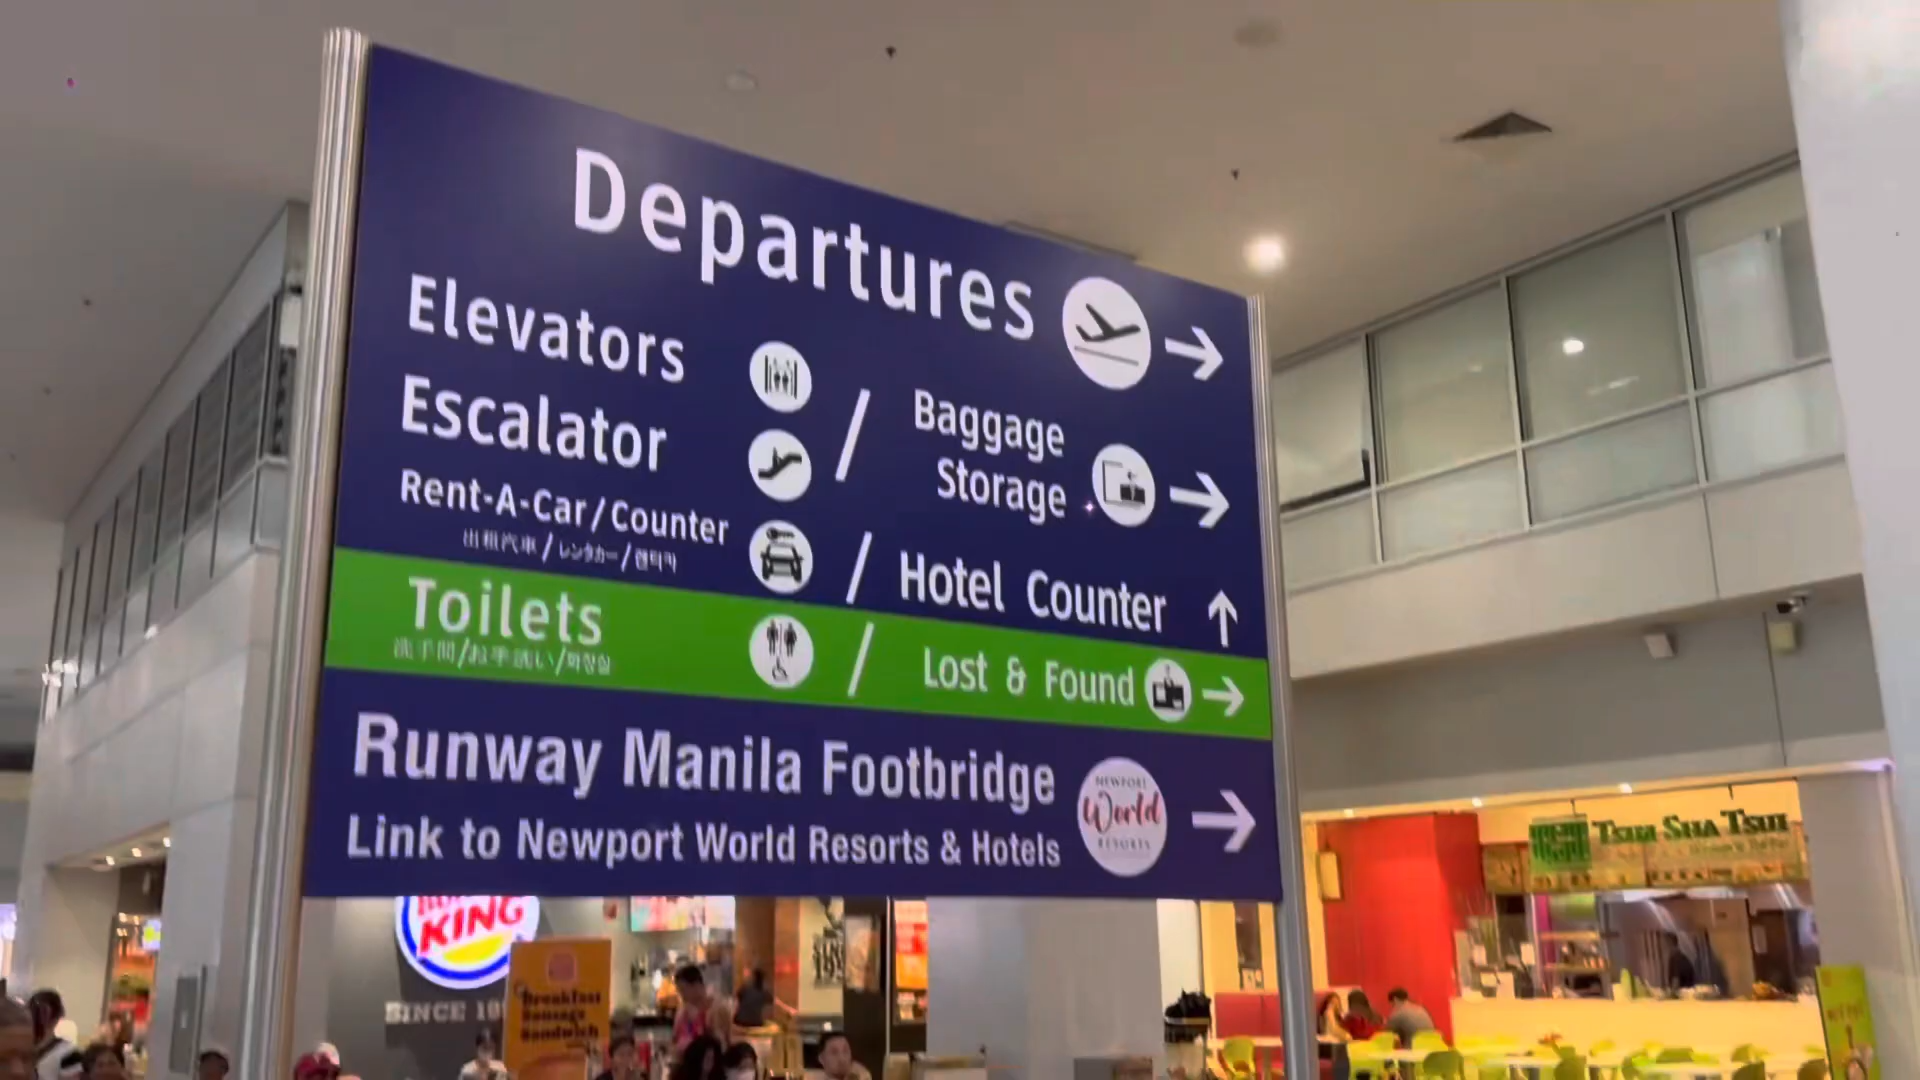 Departures
Elevators
Escalator
Baggage
Storage
Rent-A-Car/Counter
出租汽車/レンタカー/렌터카
Hotel Counter
Toilets
洗手間/お手洗い/화장실
Lost & Found
Runway Manila Footbridge
Link to Newport World Resorts & Hotels
NEWPORT
World
RESORTS
KING
SINCE
Breakfast
Sausage
Sandwich
Tsim Sha Tsui